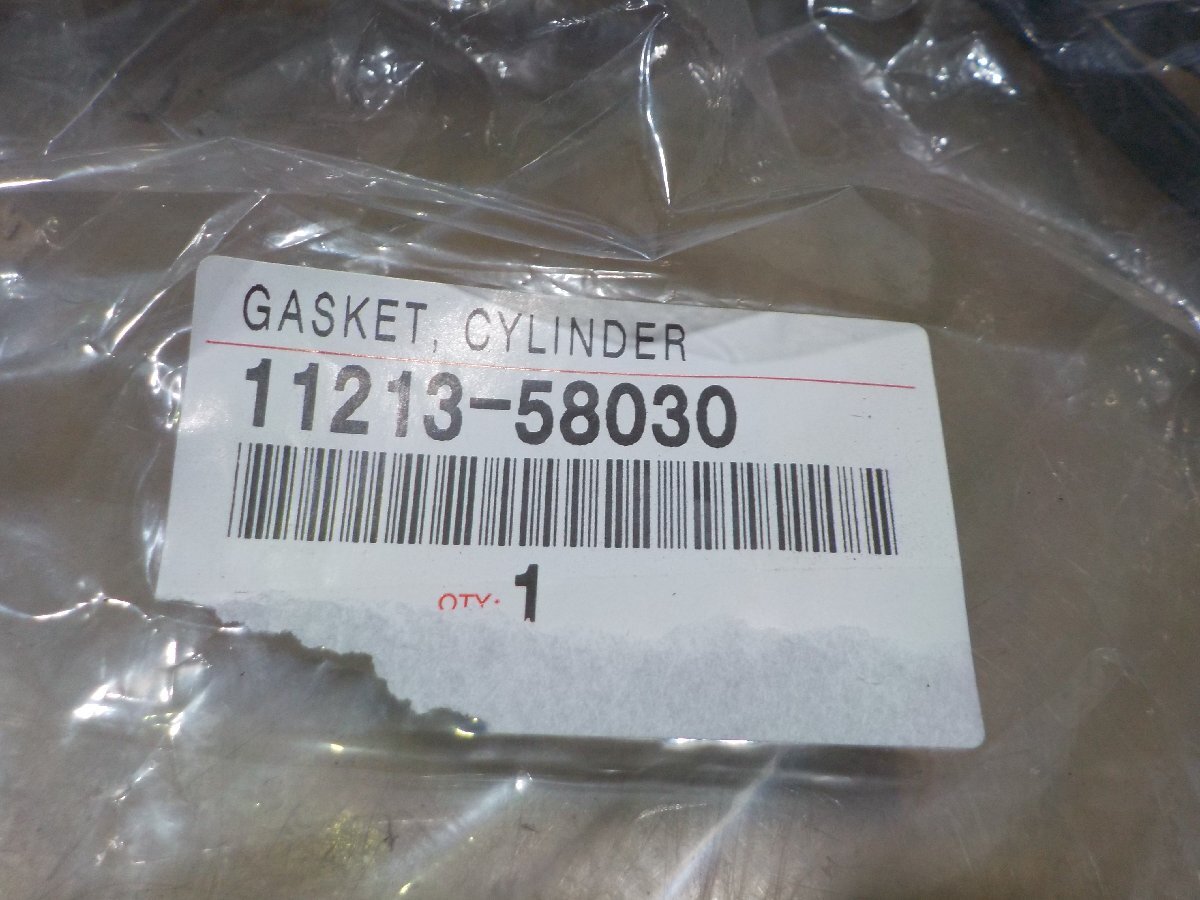 GASKET, CYLINDER
11213-58030
QTY: 1